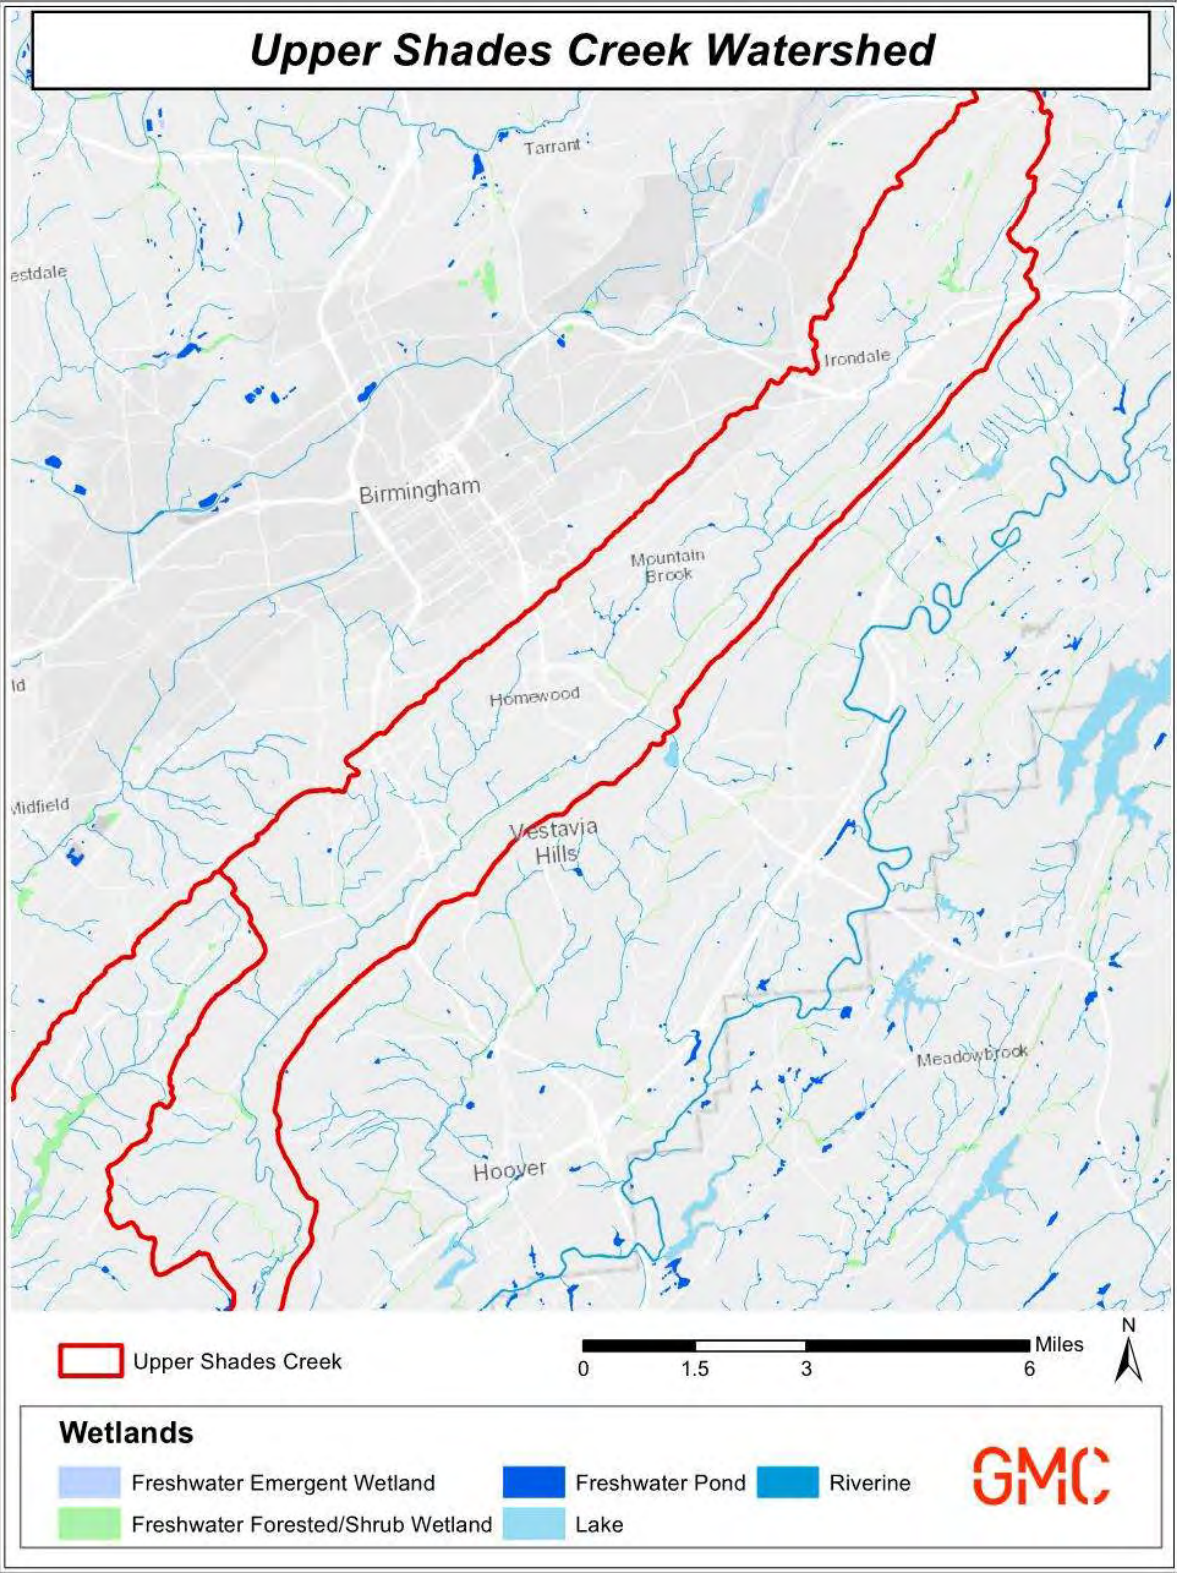 Upper Shades Creek Watershed
Tarrant
estdale
Irondale
Birmingham
Mountain
Brook
ld
Homewood
Midfield
Vestavia
Hills
Meadowbrook
Hoover
N
Upper Shades Creek
Miles
0 1.5 3 6
Wetlands
Freshwater Emergent Wetland
Freshwater Pond
Riverine
Freshwater Forested/Shrub Wetland
Lake
GMC